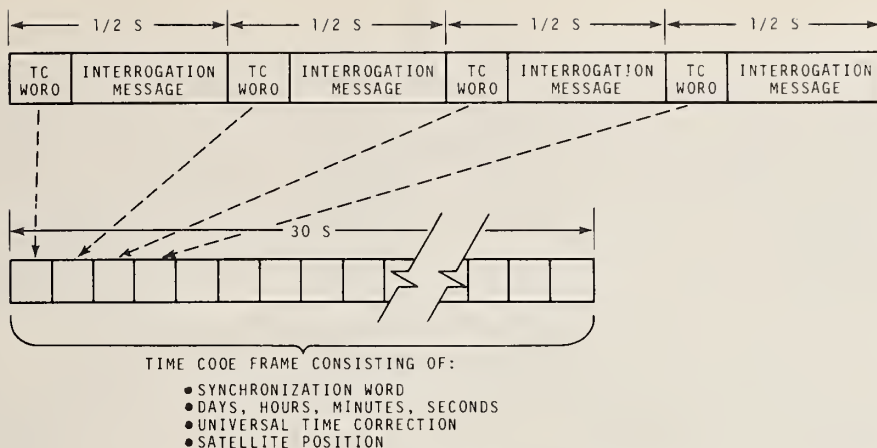 1/2 S 1/2 S 1/2 S 1/2 S
TC WORO INTERROGATION MESSAGE TC WORO INTERROGATION MESSAGE TC WORO INTERROGATION MESSAGE TC WORO INTERROGATION MESSAGE
30 S
TIME COOE FRAME CONSISTING OF:
• SYNCHRONIZATION WORD
• DAYS, HOURS, MINUTES, SECONDS
• UNIVERSAL TIME CORRECTION
• SATELLITE POSITION